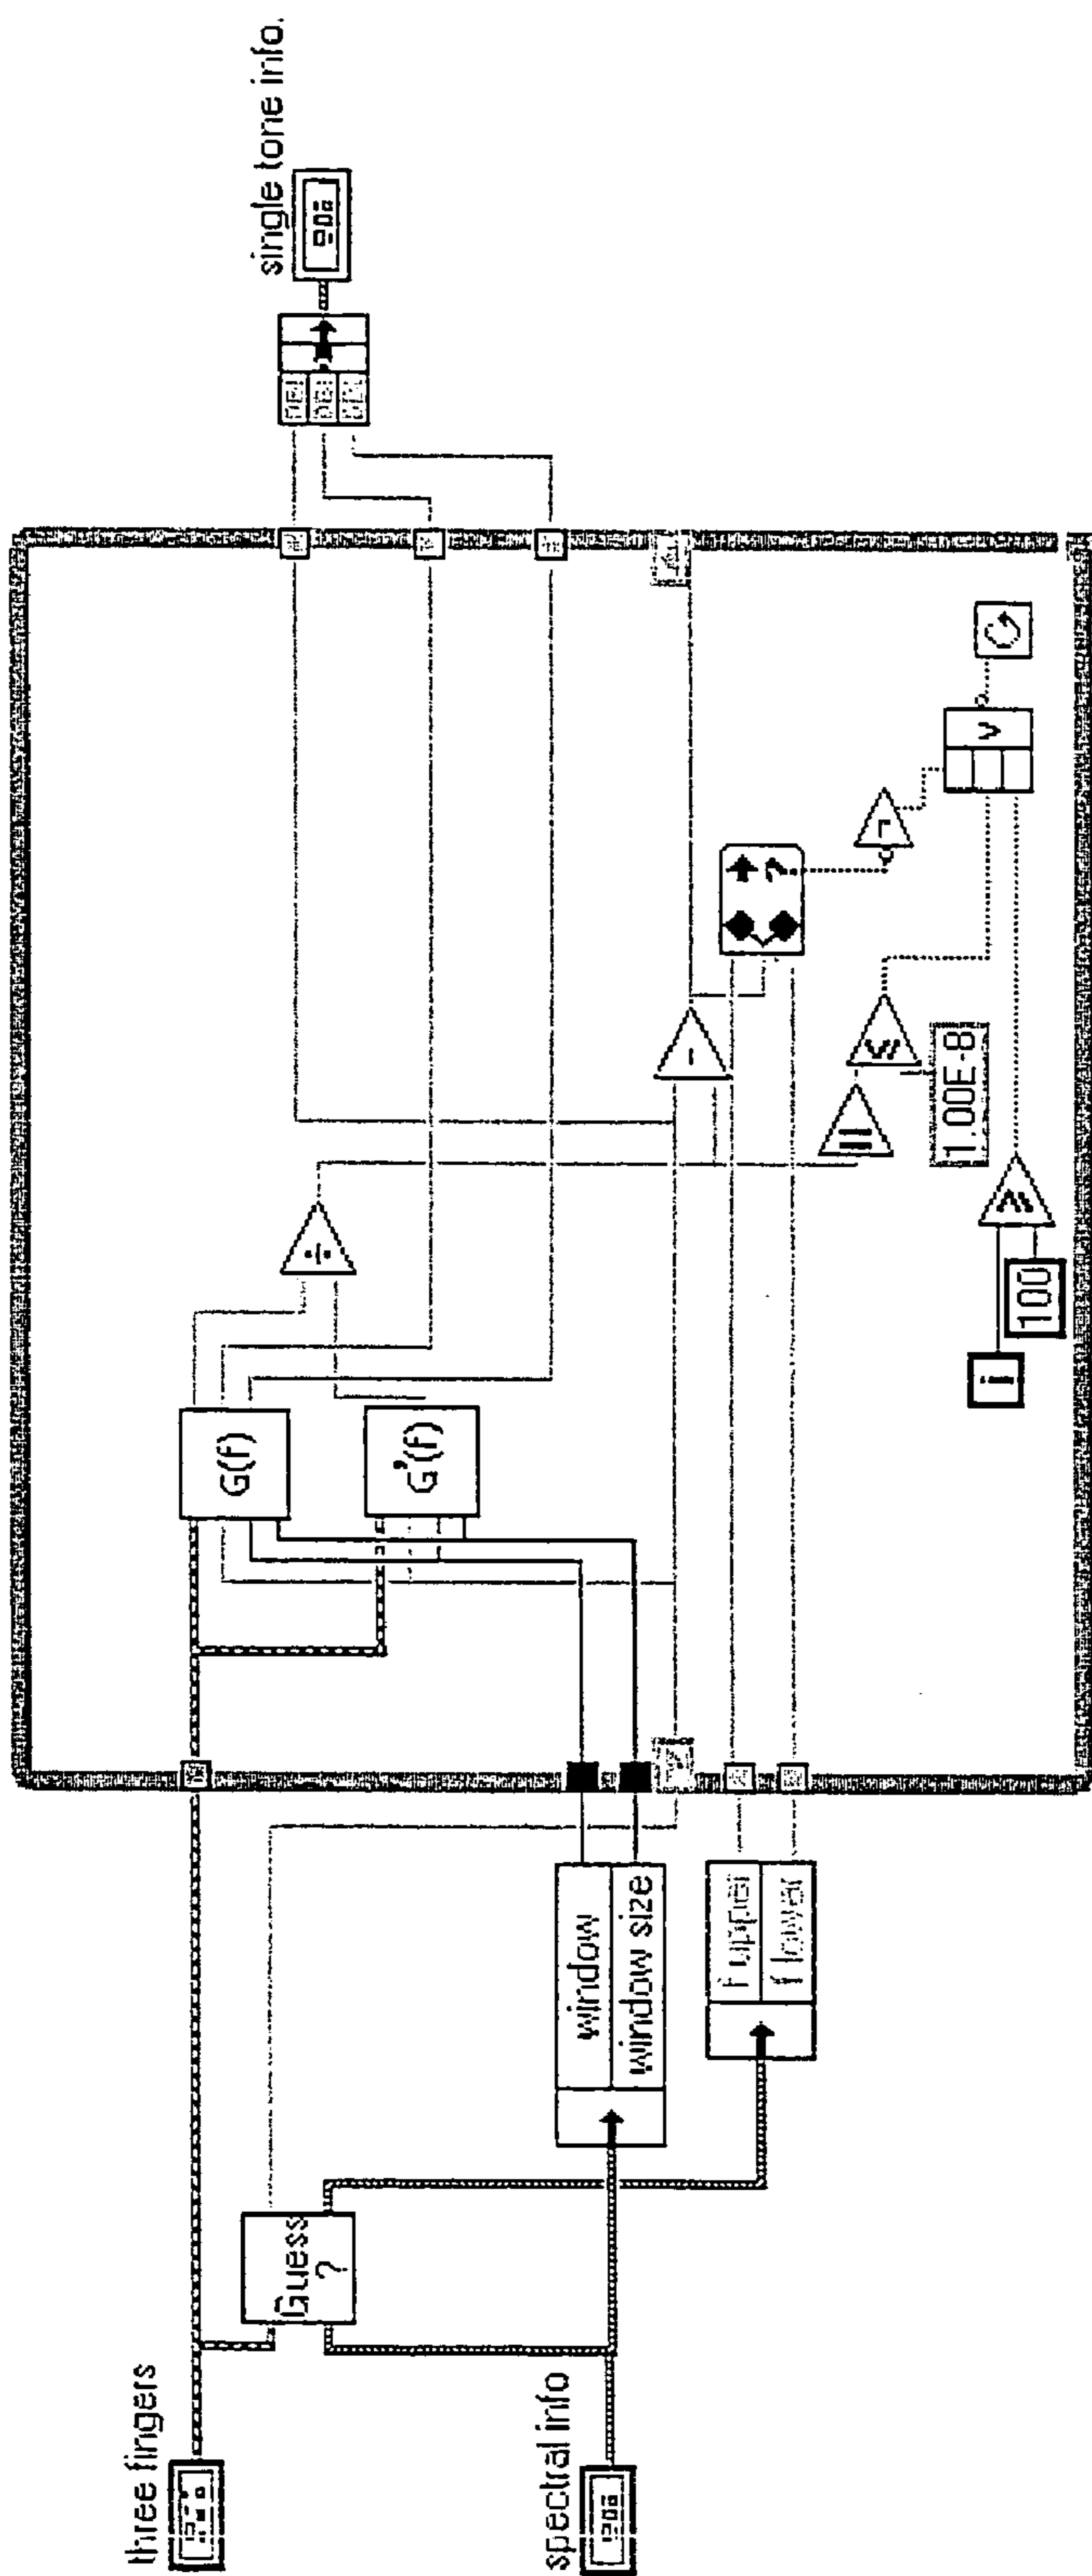 three fingers
Guess
?
spectral info
window
window size
f upper
f lower
G(f)
G'(f)
i
100
1.00E-8
single tone info.